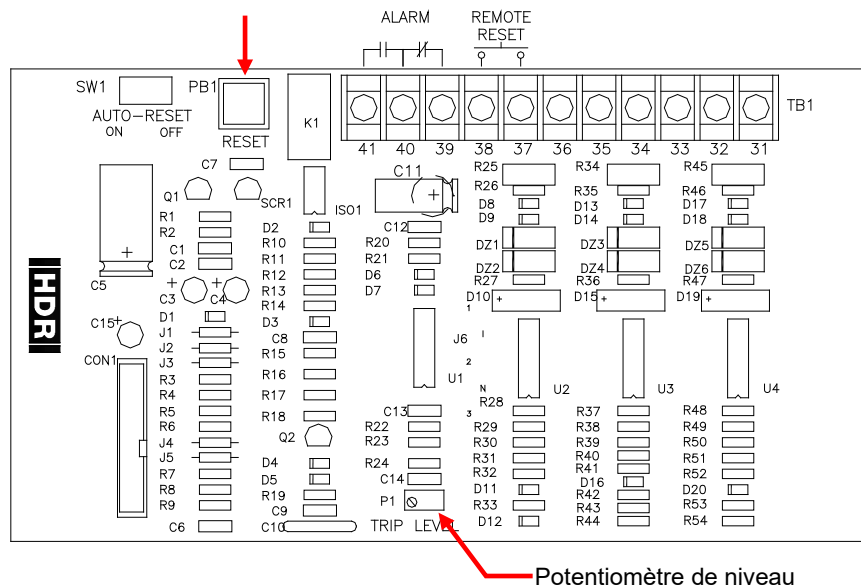 ALARM
REMOTE RESET
SW1
AUTO-RESET
ON OFF
PB1
RESET
K1
41 40 39 38 37 36 35 34 33 32 31
TB1
C7
Q1
SCR1
ISO1
C11
R25
R34
R45
R26
R35
R46
R1
D2
C12
D8
D13
D17
R2
R10
R20
D9
D14
D18
C1
R11
R21
DZ1
DZ3
DZ5
C2
R12
D6
DZ2
DZ4
DZ6
C5
R13
D7
R27
R36
R47
C3
C4
R14
D10
D15
D19
C15
D1
D3
1
J1
C8
J6
I
J2
R15
2
J3
CON1
R3
R16
U1
N
U2
U3
U4
R4
R17
R28
R5
R18
C13
3
R37
R48
R6
Q2
R22
R29
R38
R49
J4
R23
R30
R39
R50
J5
D4
R24
R31
R40
R51
R7
D5
C14
R32
R41
R52
R8
R19
P1
D11
D16
D20
R9
C9
R33
R42
R53
C6
C10
TRIP LEVEL
D12
R43
R44
R54
HDR
Potentiomètre de niveau